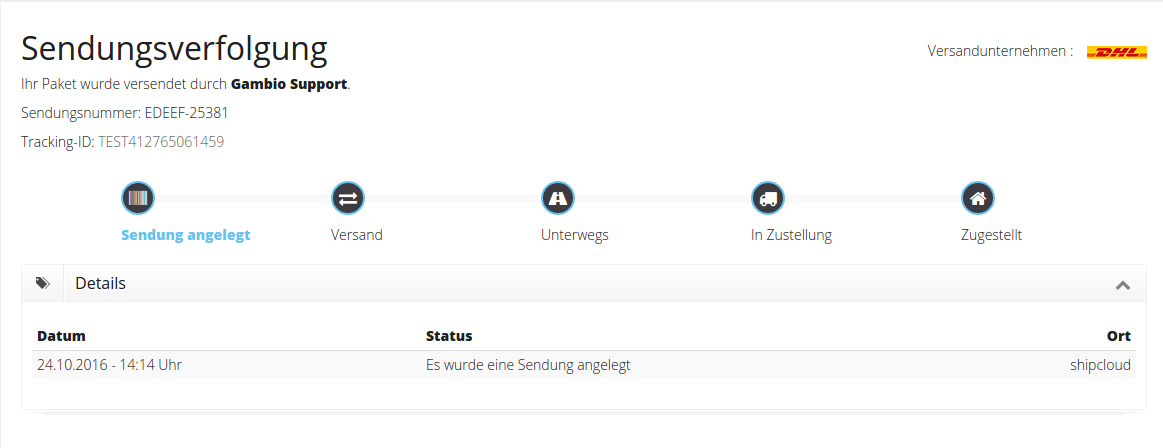 Sendungsverfolgung
Versandunternehmen : DHL
Ihr Paket wurde versendet durch Gambio Support.
Sendungsnummer: EDEEF-25381
Tracking-ID: TEST412765061459
Sendung angelegt Versand Unterwegs In Zustellung Zugestellt
Details
Datum Status Ort
24.10.2016 - 14:14 Uhr Es wurde eine Sendung angelegt shipcloud